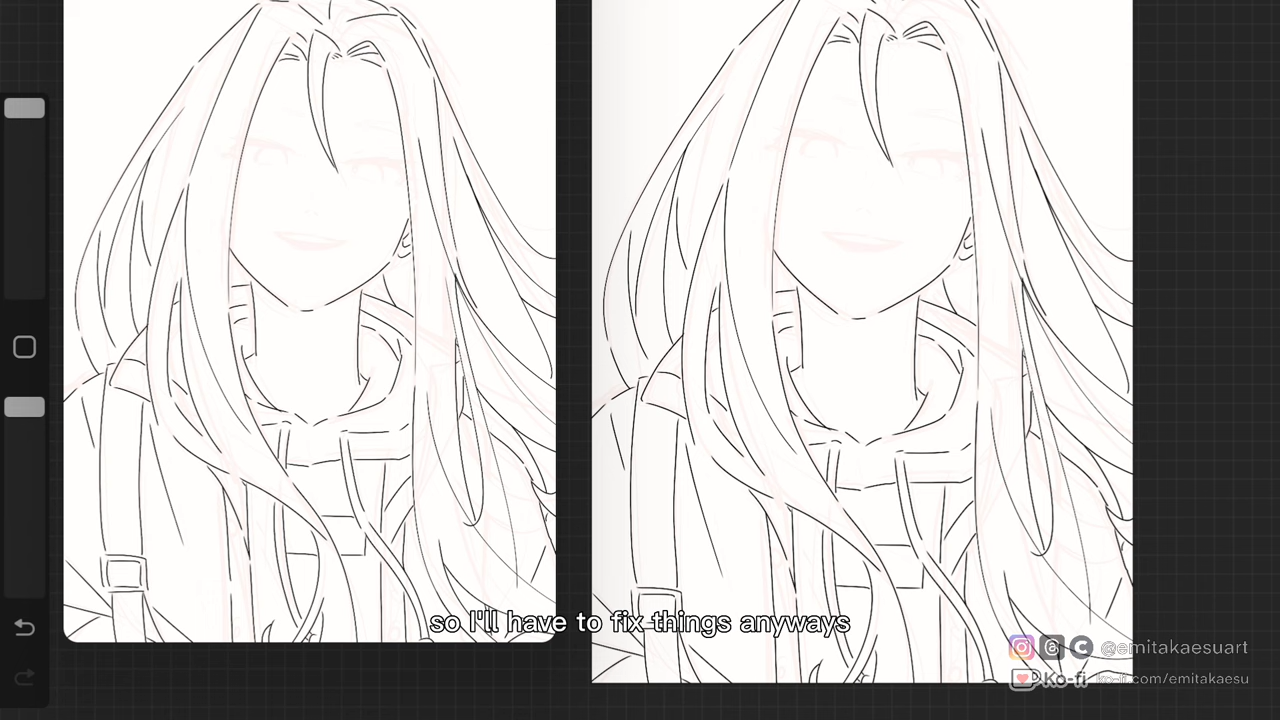 so I'll have to fix things anyways
@emitakaesuart
Ko-fi ko-fi.com/emitakaesu